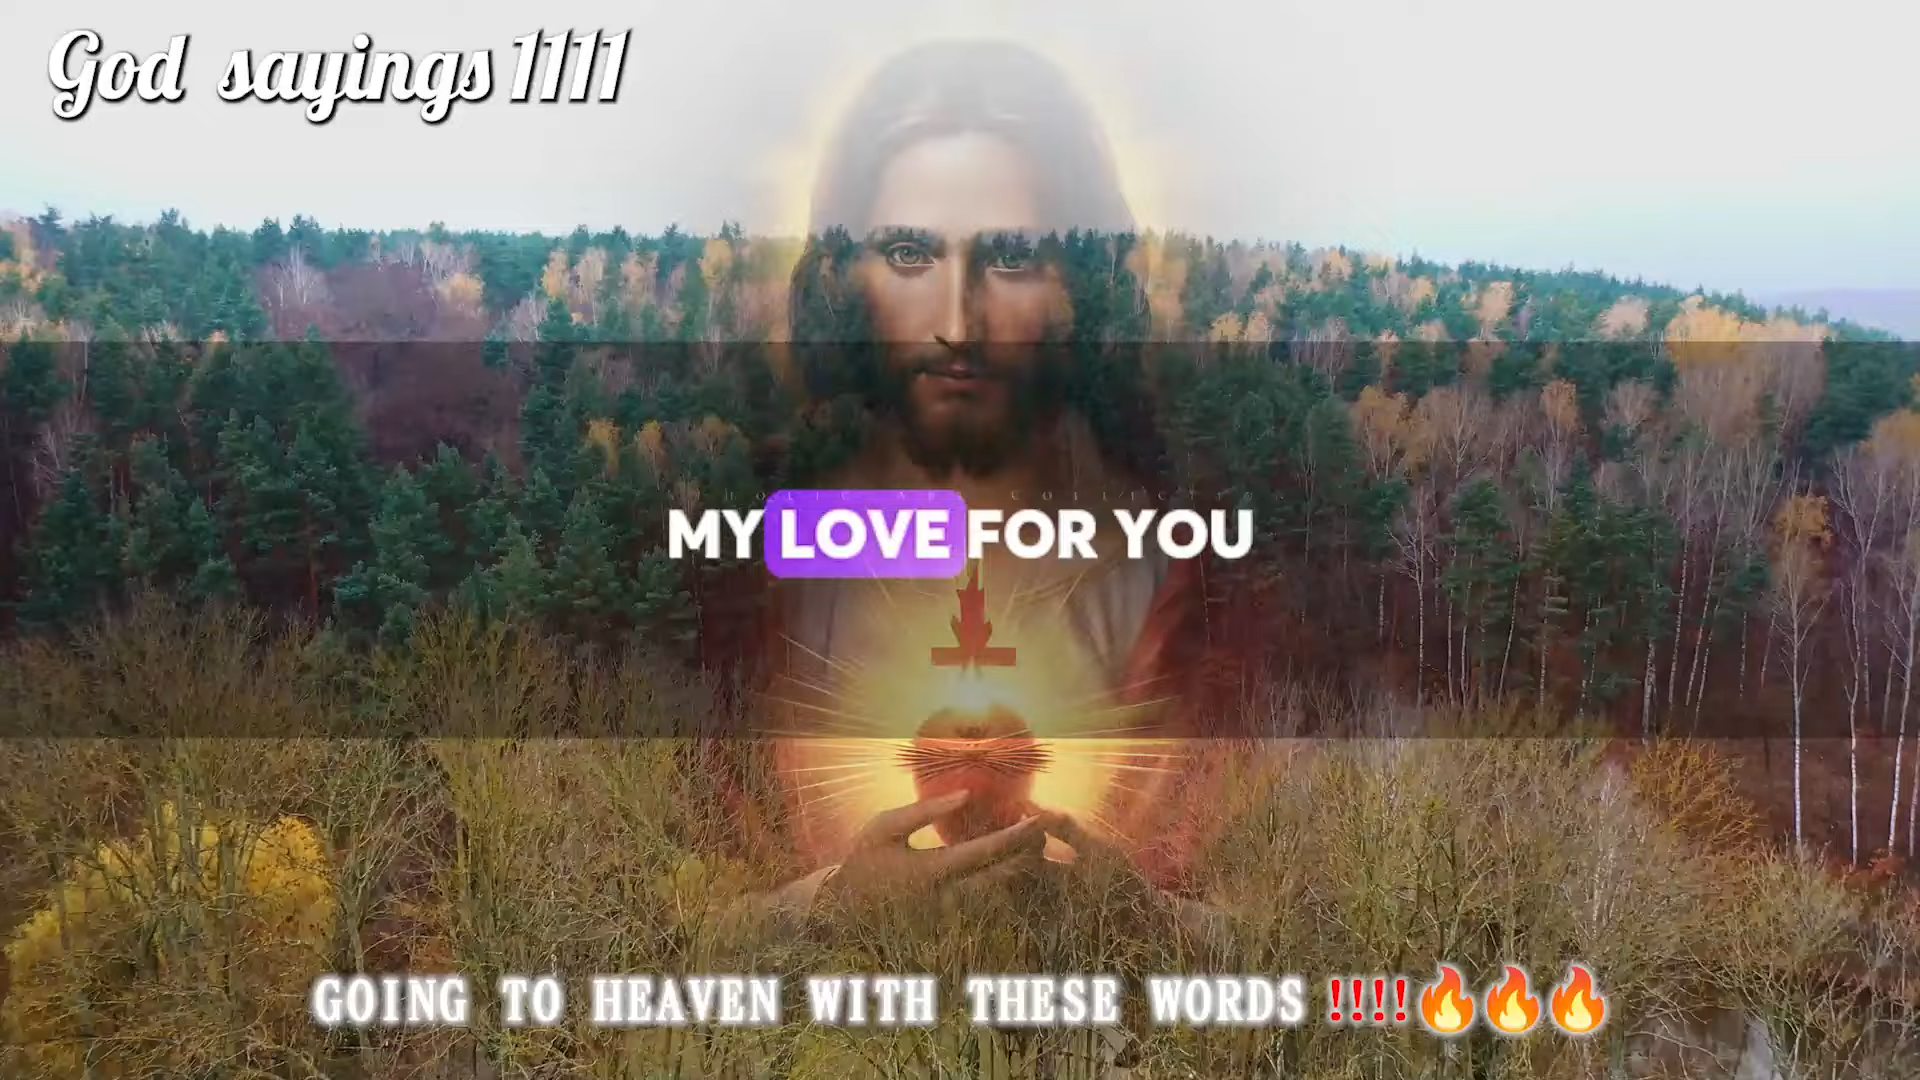 God sayings 1111
MY LOVE FOR YOU
GOING TO HEAVEN WITH THESE WORDS !!!!🔥🔥🔥